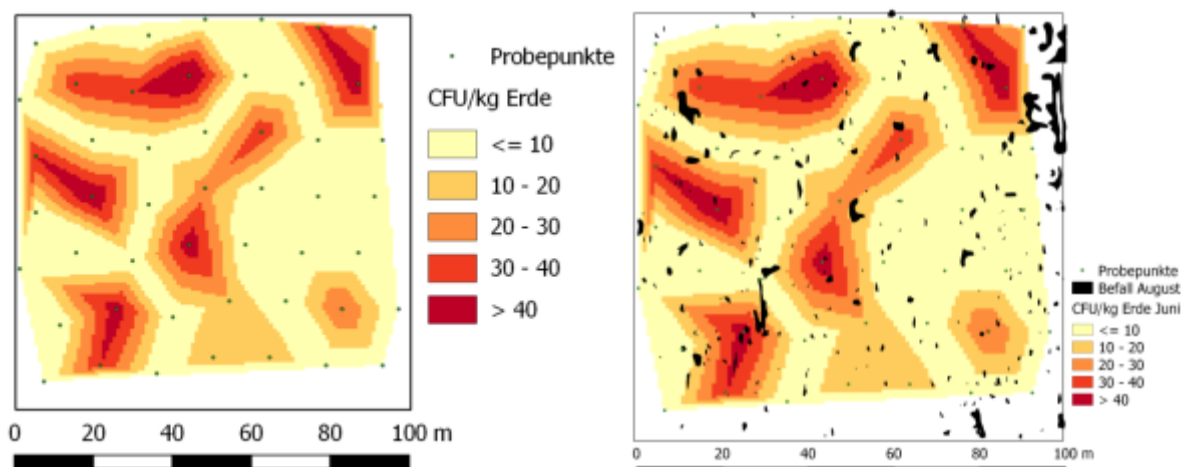 Probepunkte
CFU/kg Erde
<= 10
10 - 20
20 - 30
30 - 40
> 40
0 20 40 60 80 100 m
Probepunkte
Befall August
CFU/kg Erde Juni
<= 10
10 - 20
20 - 30
30 - 40
> 40
0 20 40 60 80 100 m